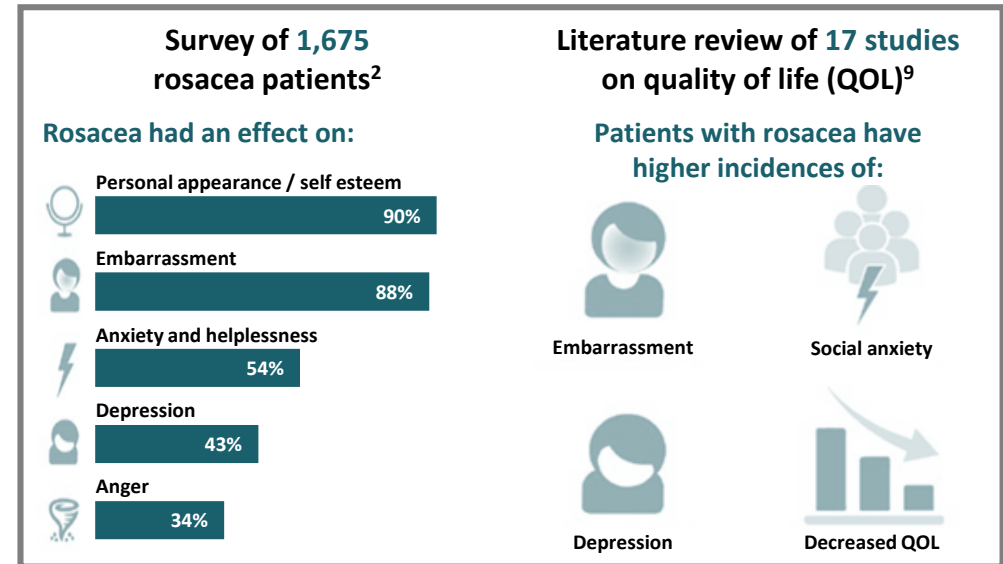 Survey of 1,675
rosacea patients2
Rosacea had an effect on:
Personal appearance / self esteem
90%
Embarrassment
88%
Anxiety and helplessness
54%
Depression
43%
Anger
34%
Literature review of 17 studies
on quality of life (QOL)9
Patients with rosacea have
higher incidences of:
Embarrassment
Social anxiety
Depression
Decreased QOL